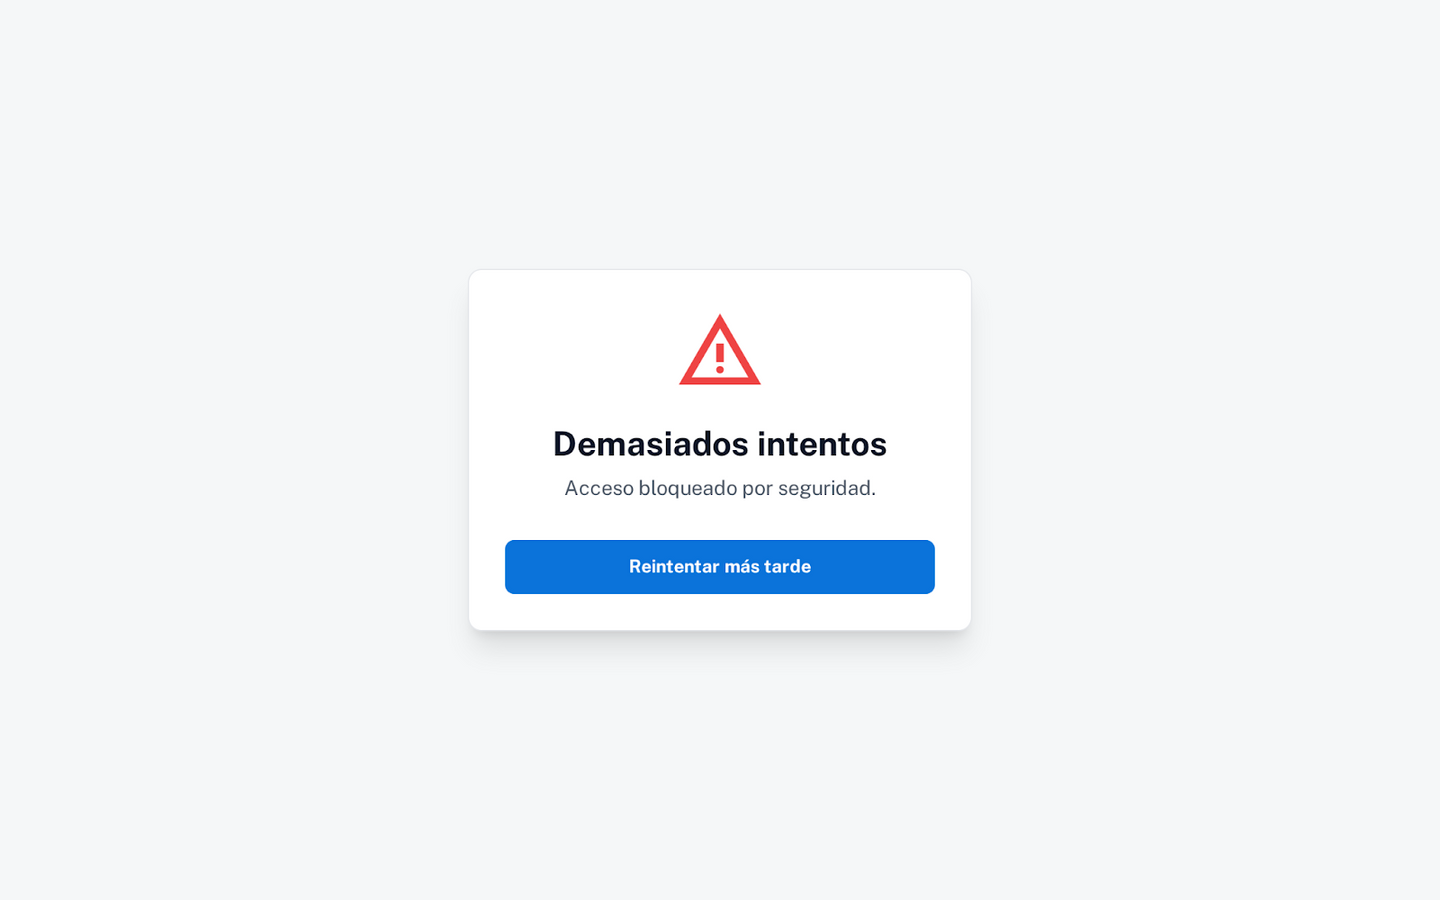 Demasiados intentos
Acceso bloqueado por seguridad.
Reintentar más tarde